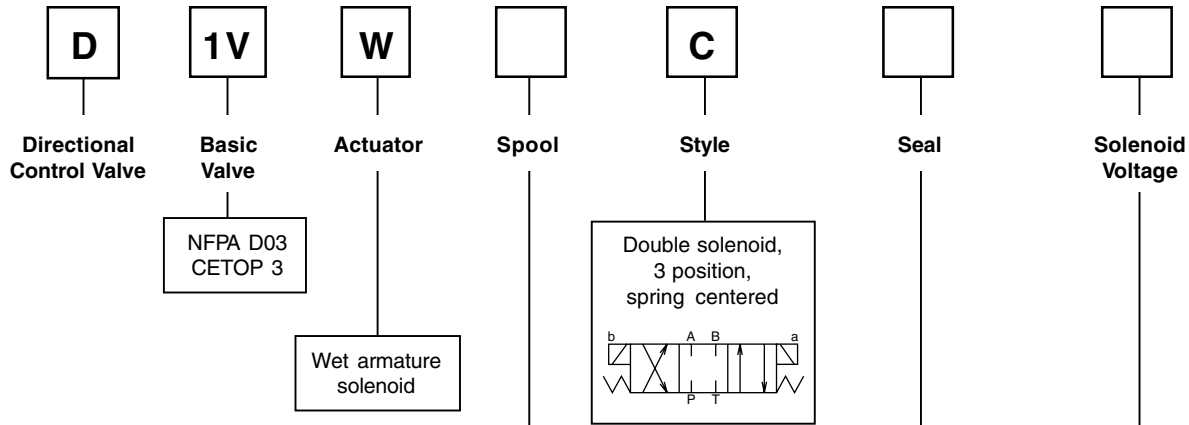 D
1V
W
C
Directional
Control Valve
Basic
Valve
Actuator
Spool
Style
Seal
Solenoid
Voltage
NFPA D03
CETOP 3
Wet armature
solenoid
Double solenoid,
3 position,
spring centered
b A B a
P T